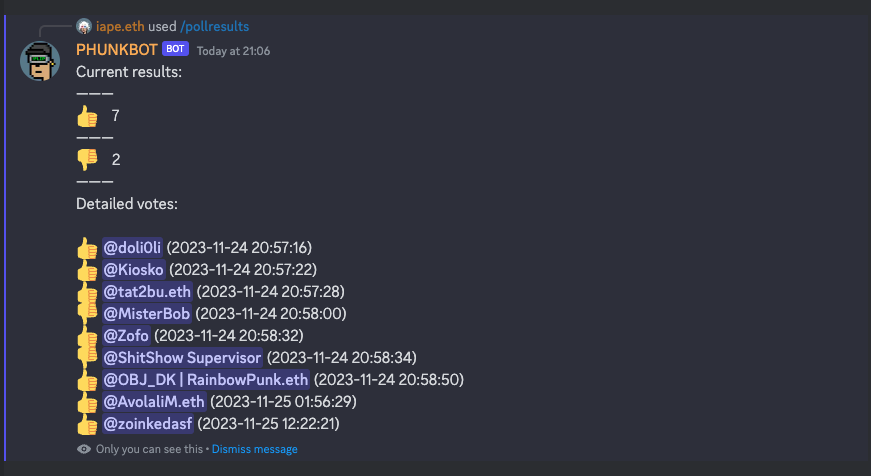 iape.eth used /pollresults
PHUNKBOT BOT Today at 21:06
Current results:
———
👍 7
———
👎 2
———
Detailed votes:
👍 @doli0li (2023-11-24 20:57:16)
👍 @Kiosko (2023-11-24 20:57:22)
👍 @tat2bu.eth (2023-11-24 20:57:28)
👎 @MisterBob (2023-11-24 20:58:00)
👍 @Zofo (2023-11-24 20:58:32)
👎 @ShitShow Supervisor (2023-11-24 20:58:34)
👍 @OBJ_DK | RainbowPunk.eth (2023-11-24 20:58:50)
👍 @AvolaliM.eth (2023-11-25 01:56:29)
👍 @zoinkedasf (2023-11-25 12:22:21)
Only you can see this • Dismiss message